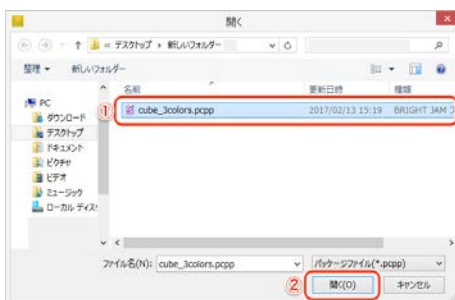 開く
« デスクトップ › 新しいフォルダー
整理 新しいフォルダー
名前 更新日時 種類
PC
ダウンロード
デスクトップ
ドキュメント
ピクチャ
ビデオ
ミュージック
ローカル ディス
① cube_3colors.pcpp 2017/02/13 15:19 BRIGHT JAM フ
ファイル名(N): cube_3colors.pcpp パッケージファイル(*.pcpp)
② 開く(O) キャンセル